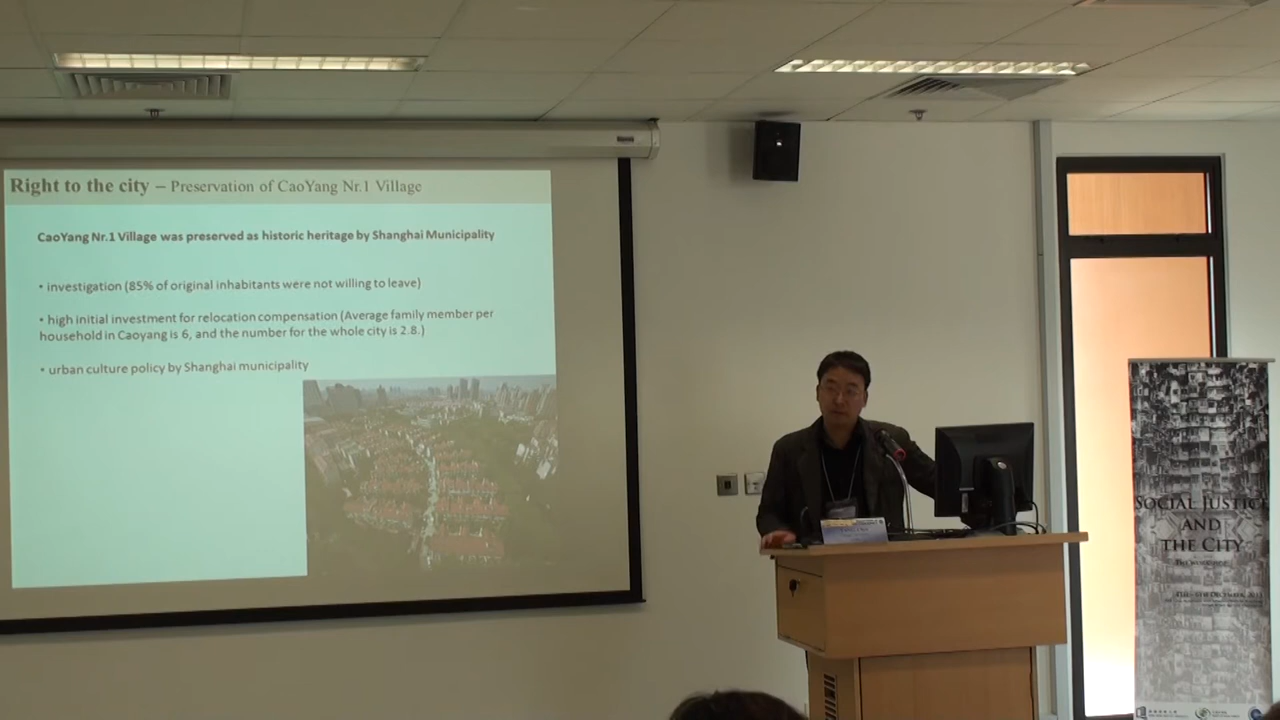 Right to the city – Preservation of CaoYang Nr.1 Village
CaoYang Nr.1 Village was preserved as historic heritage by Shanghai Municipality
• investigation (85% of original inhabitants were not willing to leave)
• high initial investment for relocation compensation (Average family member per
household in Caoyang is 6, and the number for the whole city is 2.8.)
• urban culture policy by Shanghai municipality
SOCIAL JUSTICE
AND
THE CITY